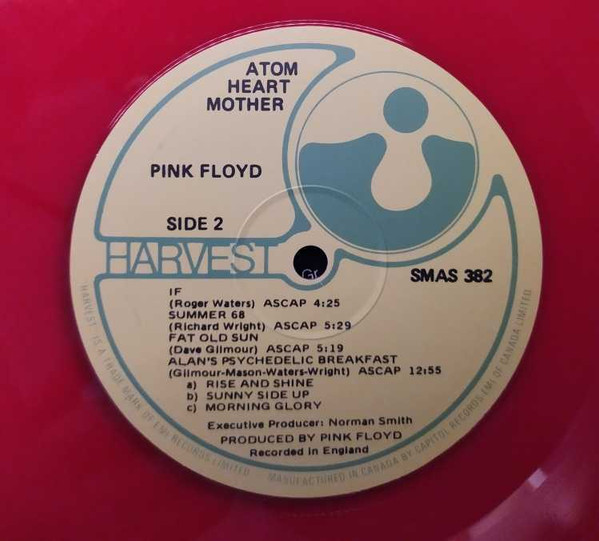 ATOM
HEART
MOTHER
PINK FLOYD
SIDE 2
HARVEST
SMAS 382
IF
(Roger Waters) ASCAP 4:25
SUMMER 68
(Richard Wright) ASCAP 5:29
FAT OLD SUN
(Dave Gilmour) ASCAP 5:19
ALAN'S PSYCHEDELIC BREAKFAST
(Gilmour-Mason-Waters-Wright) ASCAP 12:55
a) RISE AND SHINE
b) SUNNY SIDE UP
c) MORNING GLORY
Executive Producer: Norman Smith
PRODUCED BY PINK FLOYD
Recorded in England
HARVEST IS A TRADE MARK OF EMI RECORDS LIMITED
MANUFACTURED IN CANADA BY CAPITOL RECORDS-EMI OF CANADA LIMITED